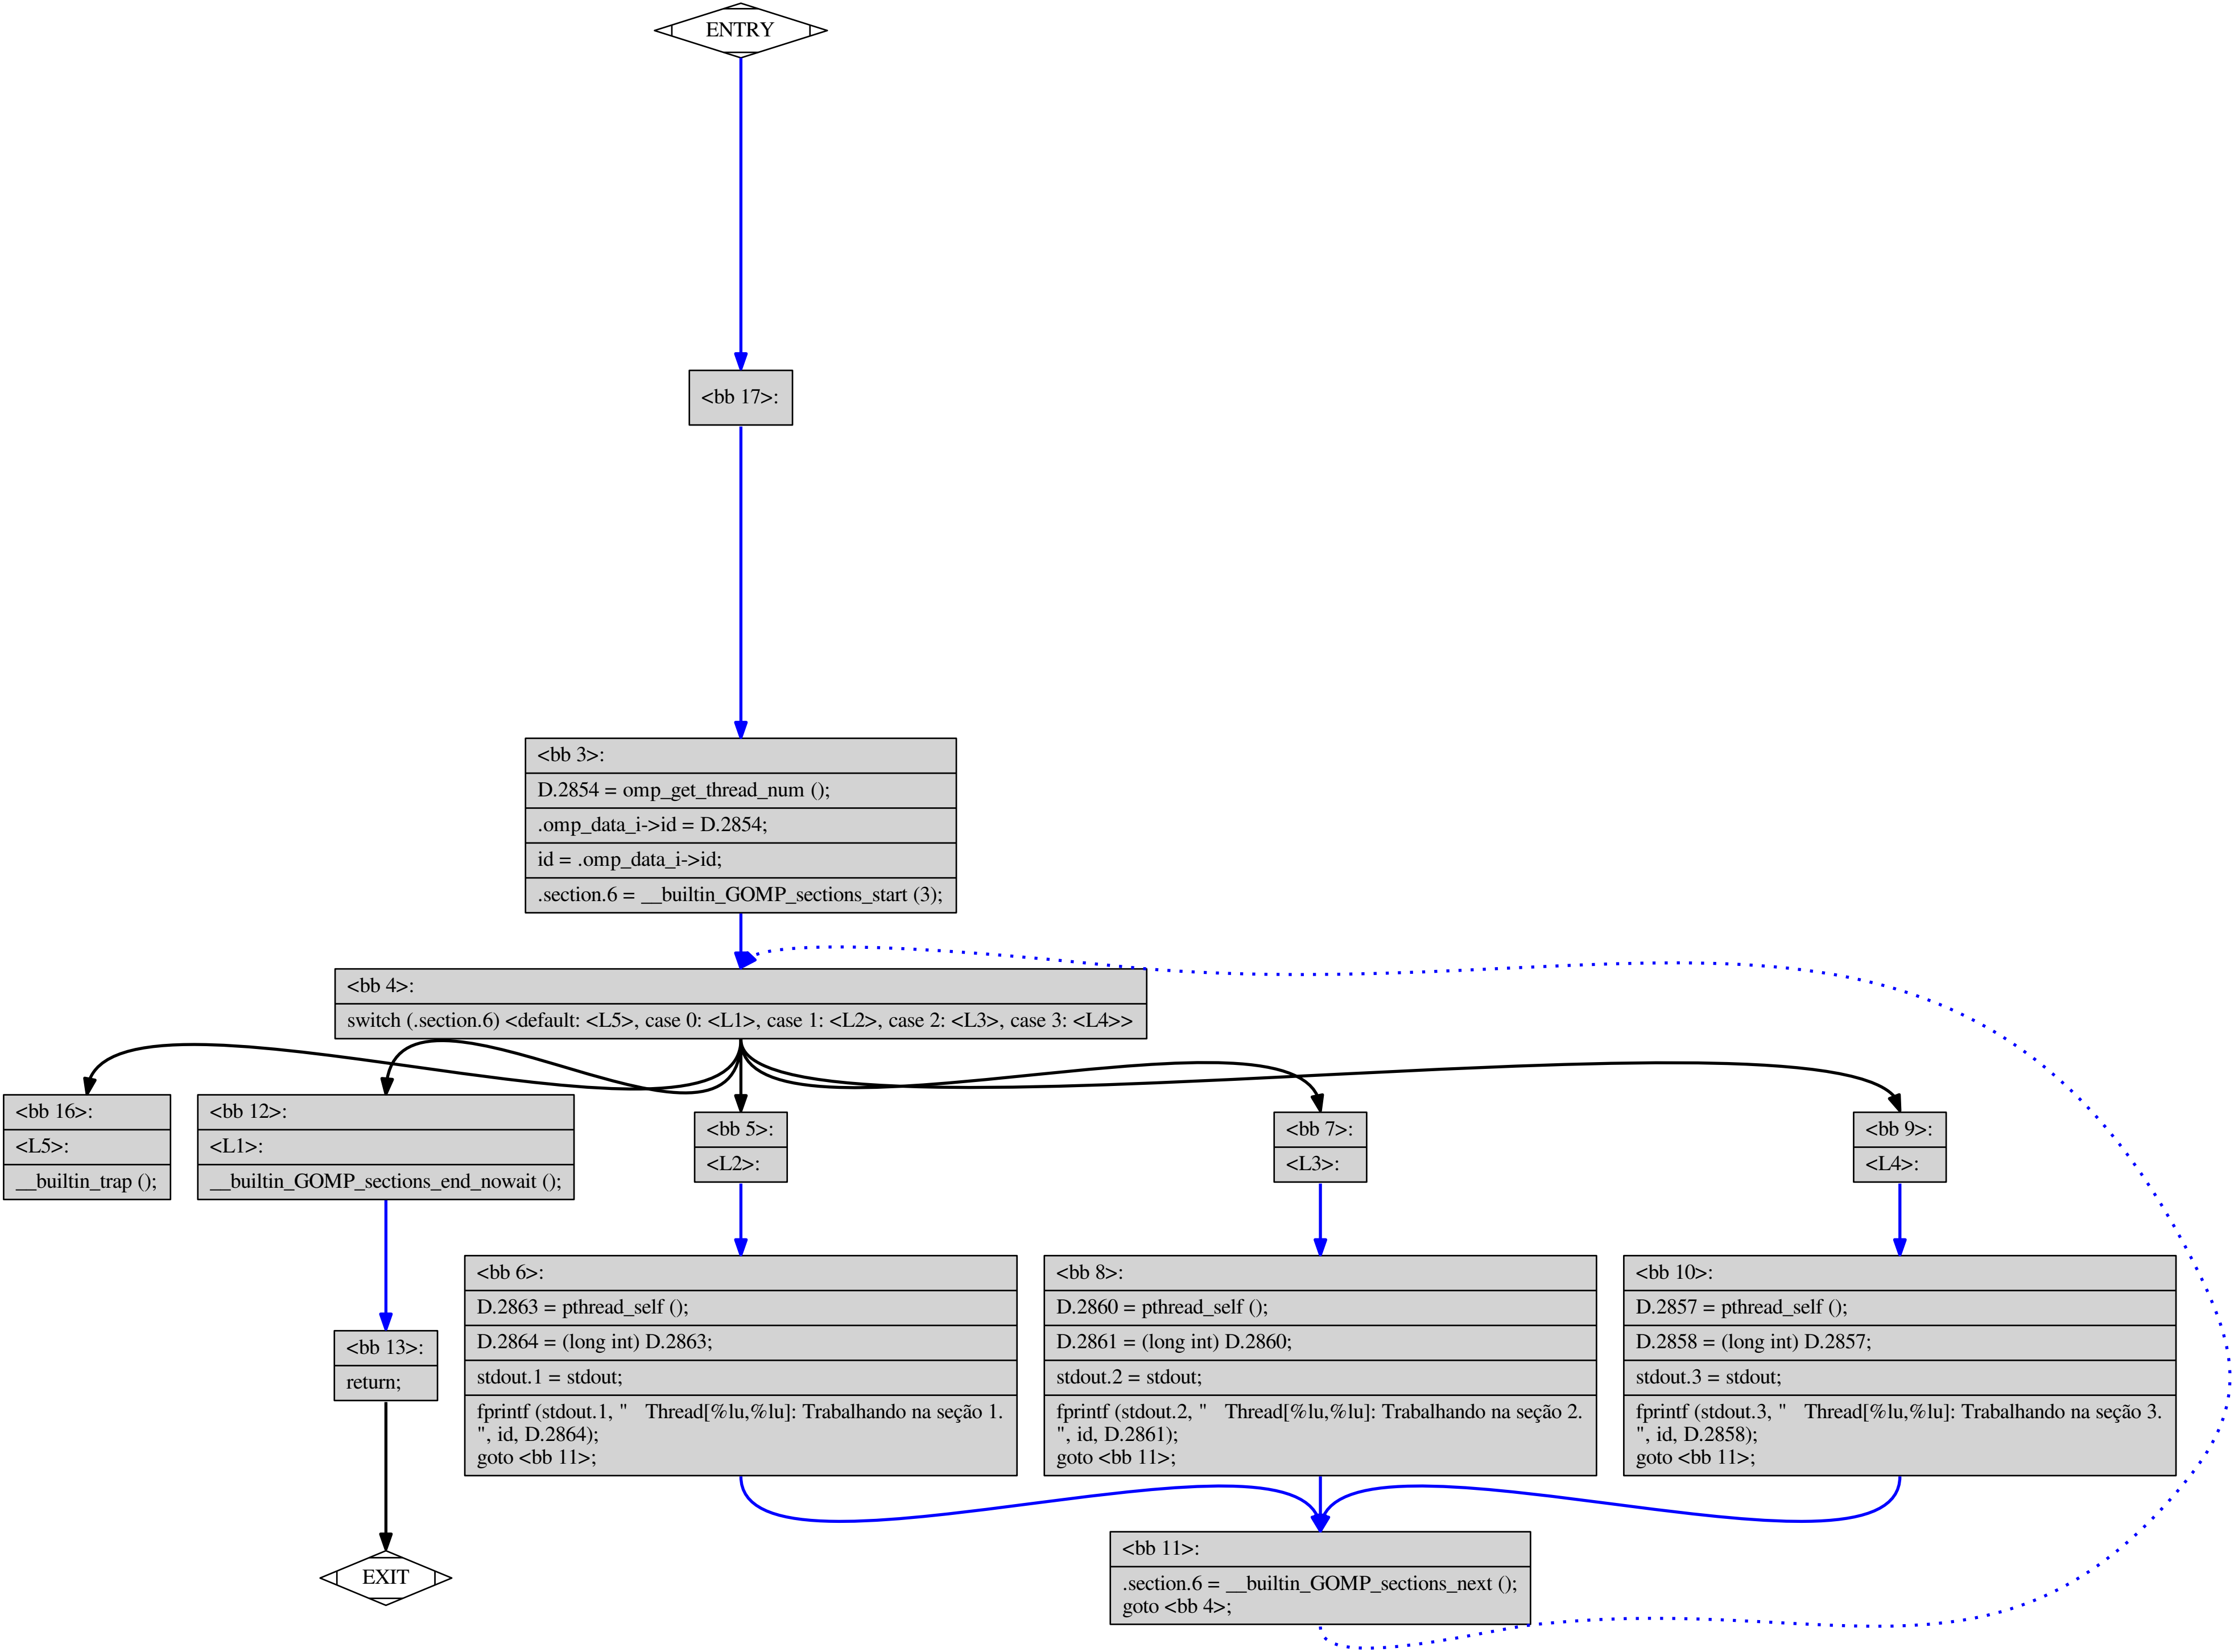 ENTRY
<bb 17>:
<bb 3>:
D.2854 = omp_get_thread_num ();
.omp_data_i->id = D.2854;
id = .omp_data_i->id;
.section.6 = __builtin_GOMP_sections_start (3);
<bb 4>:
switch (.section.6) <default: <L5>, case 0: <L1>, case 1: <L2>, case 2: <L3>, case 3: <L4>>
<bb 16>:
<L5>:
__builtin_trap ();
<bb 12>:
<L1>:
__builtin_GOMP_sections_end_nowait ();
<bb 5>:
<L2>:
<bb 7>:
<L3>:
<bb 9>:
<L4>:
<bb 6>:
D.2863 = pthread_self ();
D.2864 = (long int) D.2863;
stdout.1 = stdout;
fprintf (stdout.1, "   Thread[%lu,%lu]: Trabalhando na seção 1.
", id, D.2864);
goto <bb 11>;
<bb 8>:
D.2860 = pthread_self ();
D.2861 = (long int) D.2860;
stdout.2 = stdout;
fprintf (stdout.2, "   Thread[%lu,%lu]: Trabalhando na seção 2.
", id, D.2861);
goto <bb 11>;
<bb 10>:
D.2857 = pthread_self ();
D.2858 = (long int) D.2857;
stdout.3 = stdout;
fprintf (stdout.3, "   Thread[%lu,%lu]: Trabalhando na seção 3.
", id, D.2858);
goto <bb 11>;
<bb 13>:
return;
EXIT
<bb 11>:
.section.6 = __builtin_GOMP_sections_next ();
goto <bb 4>;